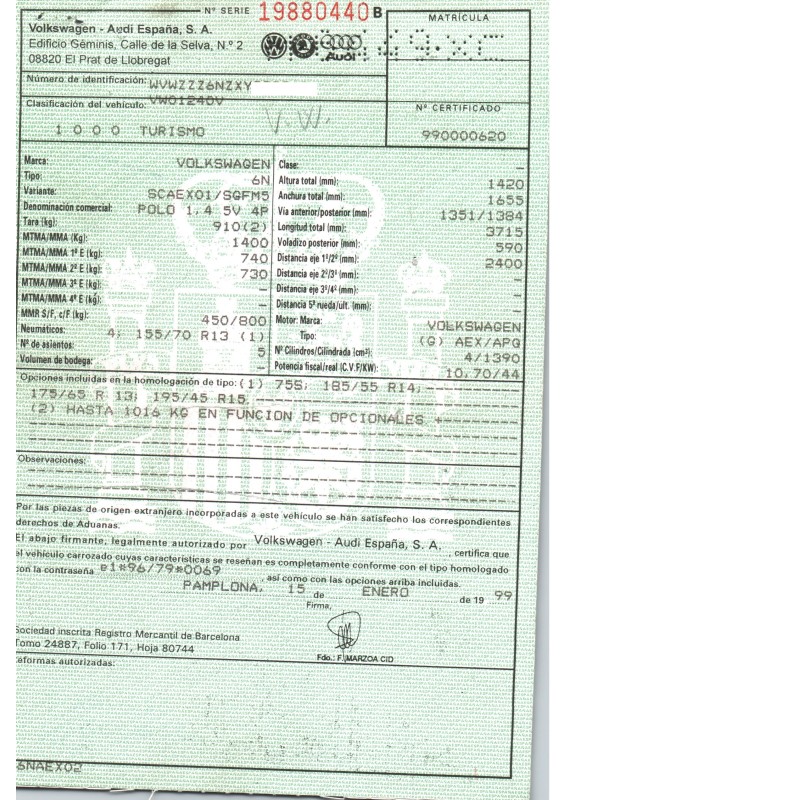 Nº SERIE 19880440 B
MATRÍCULA
Volkswagen - Audi España, S. A.
Edificio Géminis, Calle de la Selva, N.º 2
08820 El Prat de Llobregat
Audi
Número de identificación: WVWZZZ6NZXY
VW01240V
Clasificación del vehículo:
1 0 0 0 TURISMO
V.W.
Nº CERTIFICADO
990000620
Marca: VOLKSWAGEN
Tipo: 6N
Variante: SCAEX01/SGFM5
Denominación comercial: POLO 1,4 5V 4P
Tara (kg): 910(2)
MTMA/MMA (Kg): 1400
MTMA/MMA 1º E (kg): 740
MTMA/MMA 2º E (kg): 730
MTMA/MMA 3º E (kg): –
MTMA/MMA 4º E (kg): –
MMR S/F, c/F (kg): 450/800
Neumáticos: 4; 155/70 R13 (1)
Nº de asientos: 5
Volumen de bodega: –
Clase: –
Altura total (mm): 1420
Anchura total (mm): 1655
Vía anterior/posterior (mm): 1351/1384
Longitud total (mm): 3715
Voladizo posterior (mm): 590
Distancia eje 1º/2º (mm): 2400
Distancia eje 2º/3º (mm): –
Distancia eje 3º/4º (mm): –
Distancia 5ª rueda/ult. (mm): –
Motor: Marca: VOLKSWAGEN
Tipo: (G) AEX/APG
Nº Cilindros/Cilindrada (cm³): 4/1390
Potencia fiscal/real (C.V.F/KW): 10,70/44
Opciones incluidas en la homologación de tipo: (1) 75S; 185/55 R14;
175/65 R 13; 195/45 R15
(2) HASTA 1016 KG EN FUNCION DE OPCIONALES +
Observaciones:
Por las piezas de origen extranjero incorporadas a este vehículo se han satisfecho los correspondientes
derechos de Aduanas.
El abajo firmante, legalmente autorizado por Volkswagen - Audi España, S. A, , certifica que
el vehículo carrozado cuyas características se reseñan es completamente conforme con el tipo homologado
con la contraseña e1*96/79*0069 , así como con las opciones arriba incluidas.
PAMPLONA, 15 de ENERO de 19 99
Firma,
Fdo.: F. MARZOA CID
Sociedad inscrita Registro Mercantil de Barcelona
Tomo 24887, Folio 171, Hoja 80744
eformas autorizadas:
6NAEX02